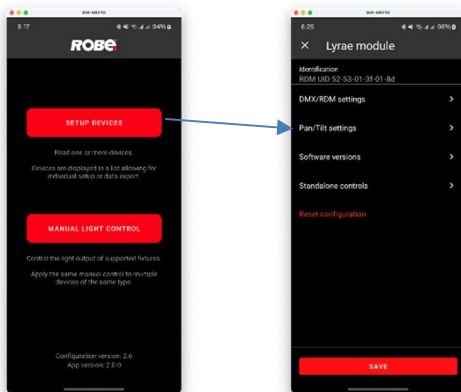 5:17
94%
ROBE
SETUP DEVICES
Read one or more devices.
Devices are displayed in a list allowing for
individual setup or data export.
MANUAL LIGHT CONTROL
Control the light output of supported fixtures.
Apply the same manual control to multiple
devices of the same type
Configuration version: 2.6
App version: 2.0.0
6:25
96%
× Lyrae module
Identification
RDM UID 52-53-01-3f-01-8d
DMX/RDM settings >
Pan/Tilt settings >
Software versions >
Standalone controls >
Reset configuration
SAVE